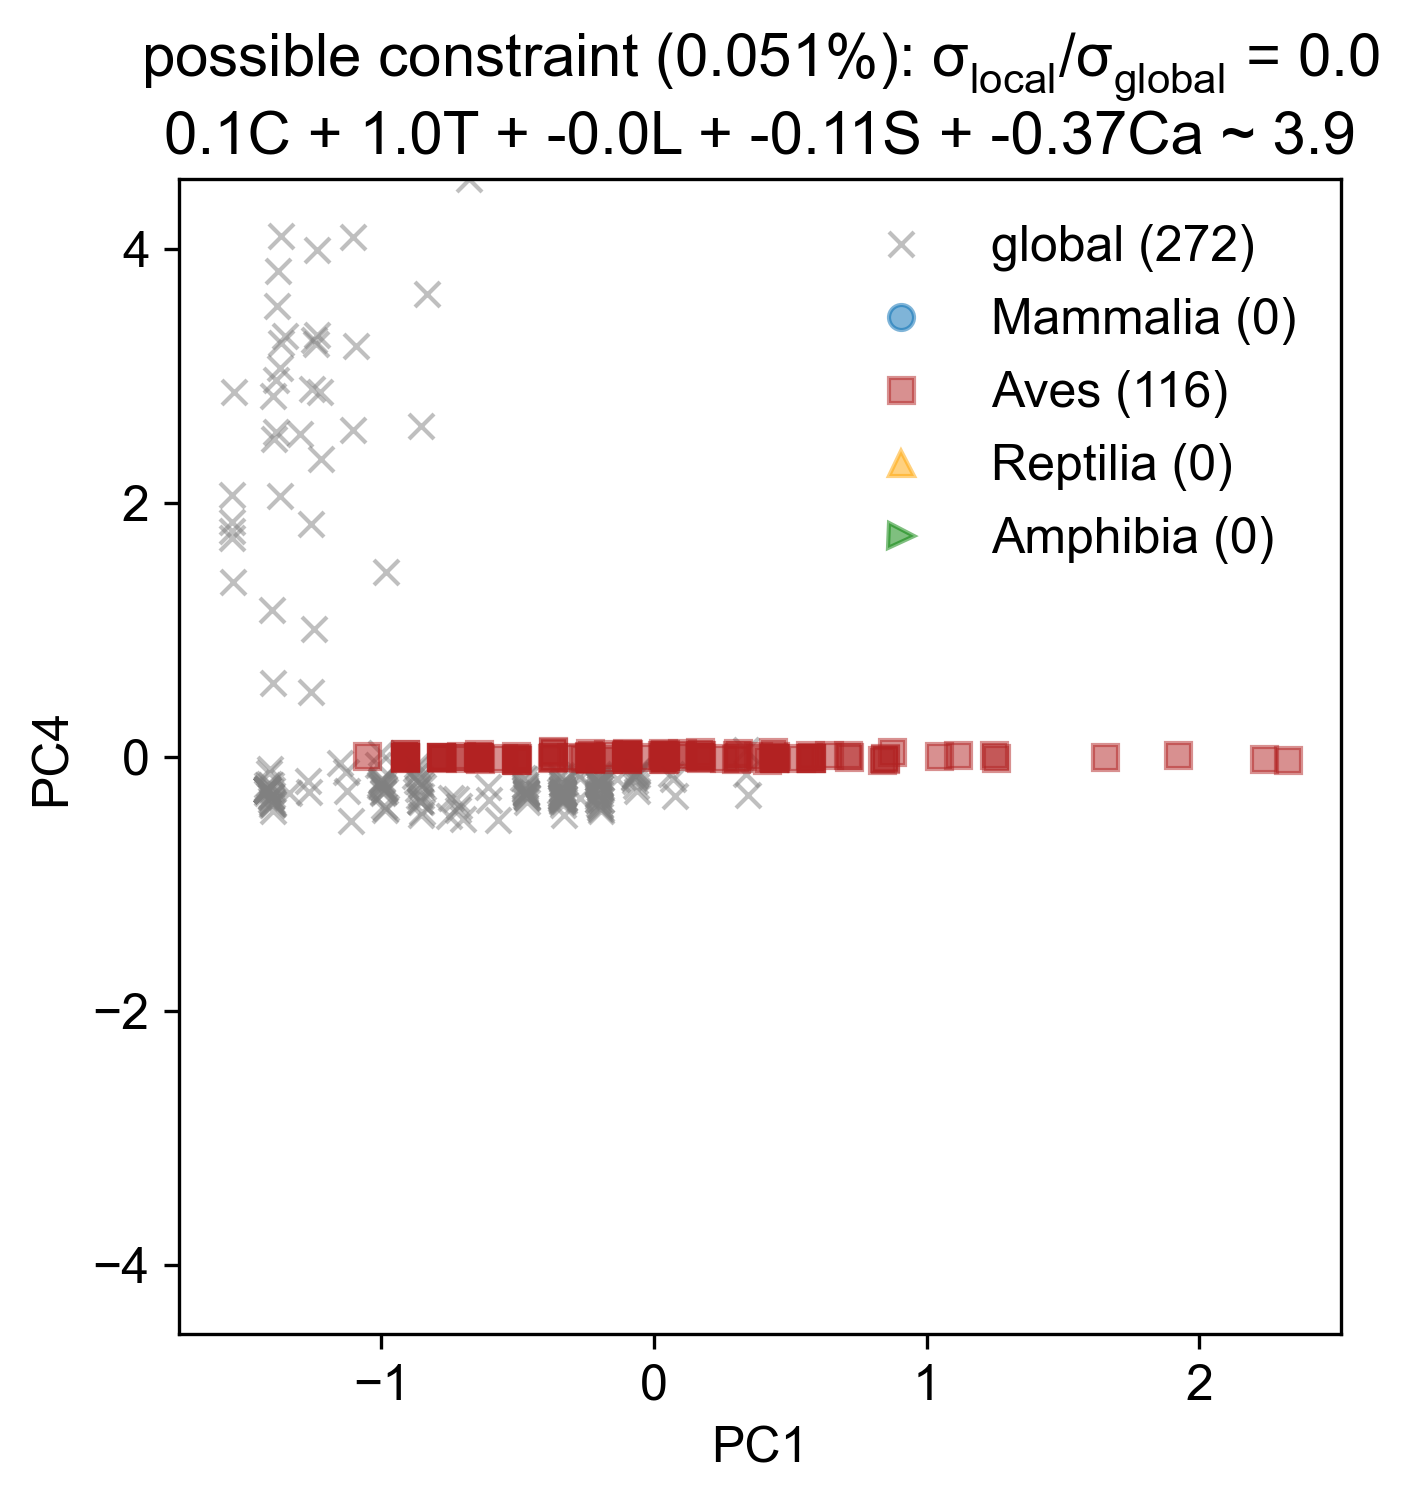 possible constraint (0.051%): σlocal/σglobal = 0.0
0.1C + 1.0T + -0.0L + -0.11S + -0.37Ca ~ 3.9
global (272)
Mammalia (0)
Aves (116)
Reptilia (0)
Amphibia (0)
4
2
0
−2
−4
PC4
−1
0
1
2
PC1